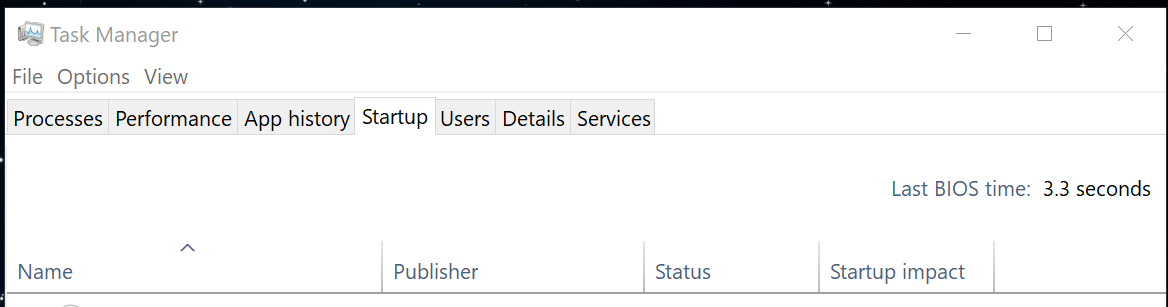 Task Manager
File Options View
Processes Performance App history Startup Users Details Services
Last BIOS time: 3.3 seconds
Name Publisher Status Startup impact